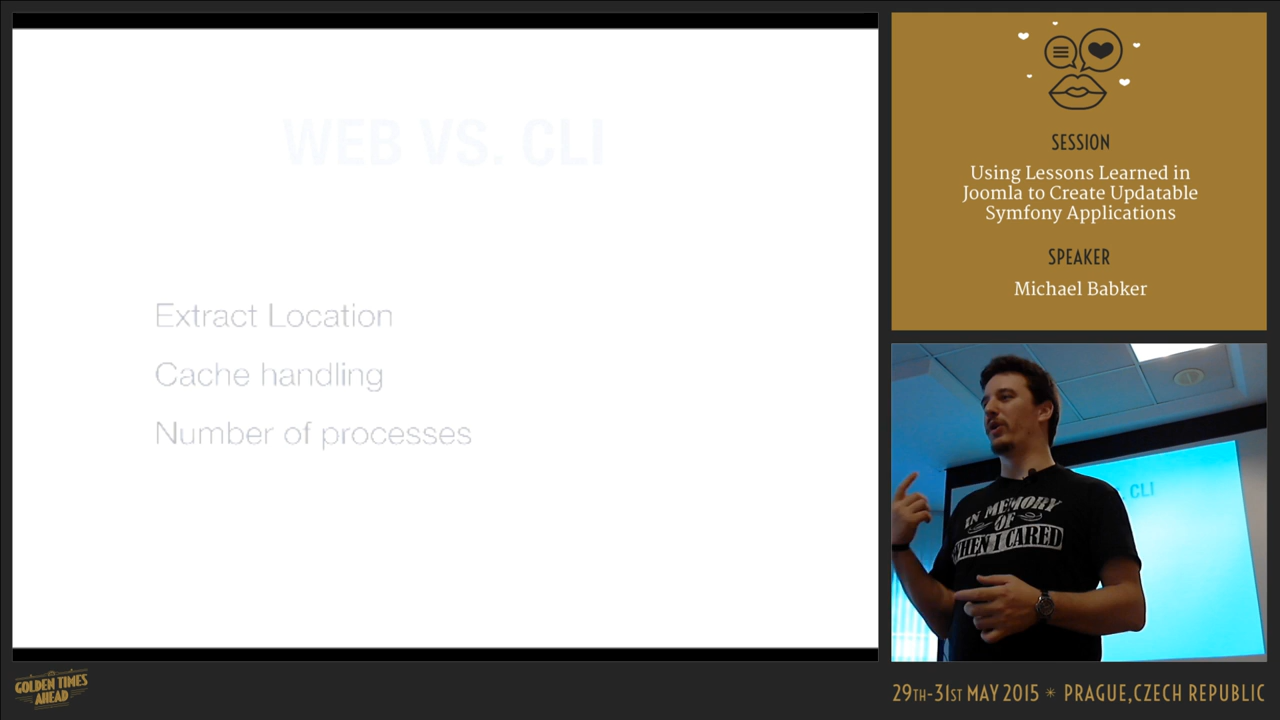 WEB VS. CLI
Extract Location
Cache handling
Number of processes
SESSION
Using Lessons Learned in
Joomla to Create Updatable
Symfony Applications
SPEAKER
Michael Babker
. CLI
IN MEMORY
OF
WHEN I CARED
GOLDEN TIMES
AHEAD
29TH-31ST MAY 2015 * PRAGUE, CZECH REPUBLIC